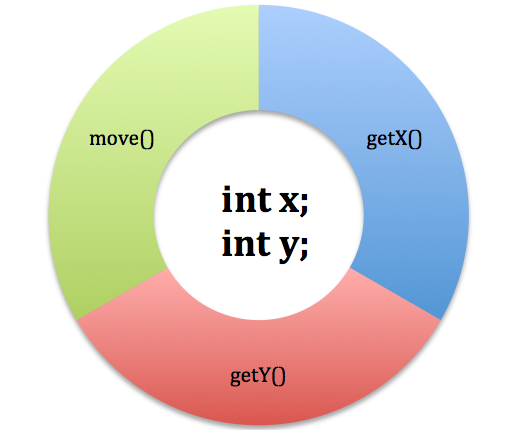 move()
getX()
int x;
int y;
getY()